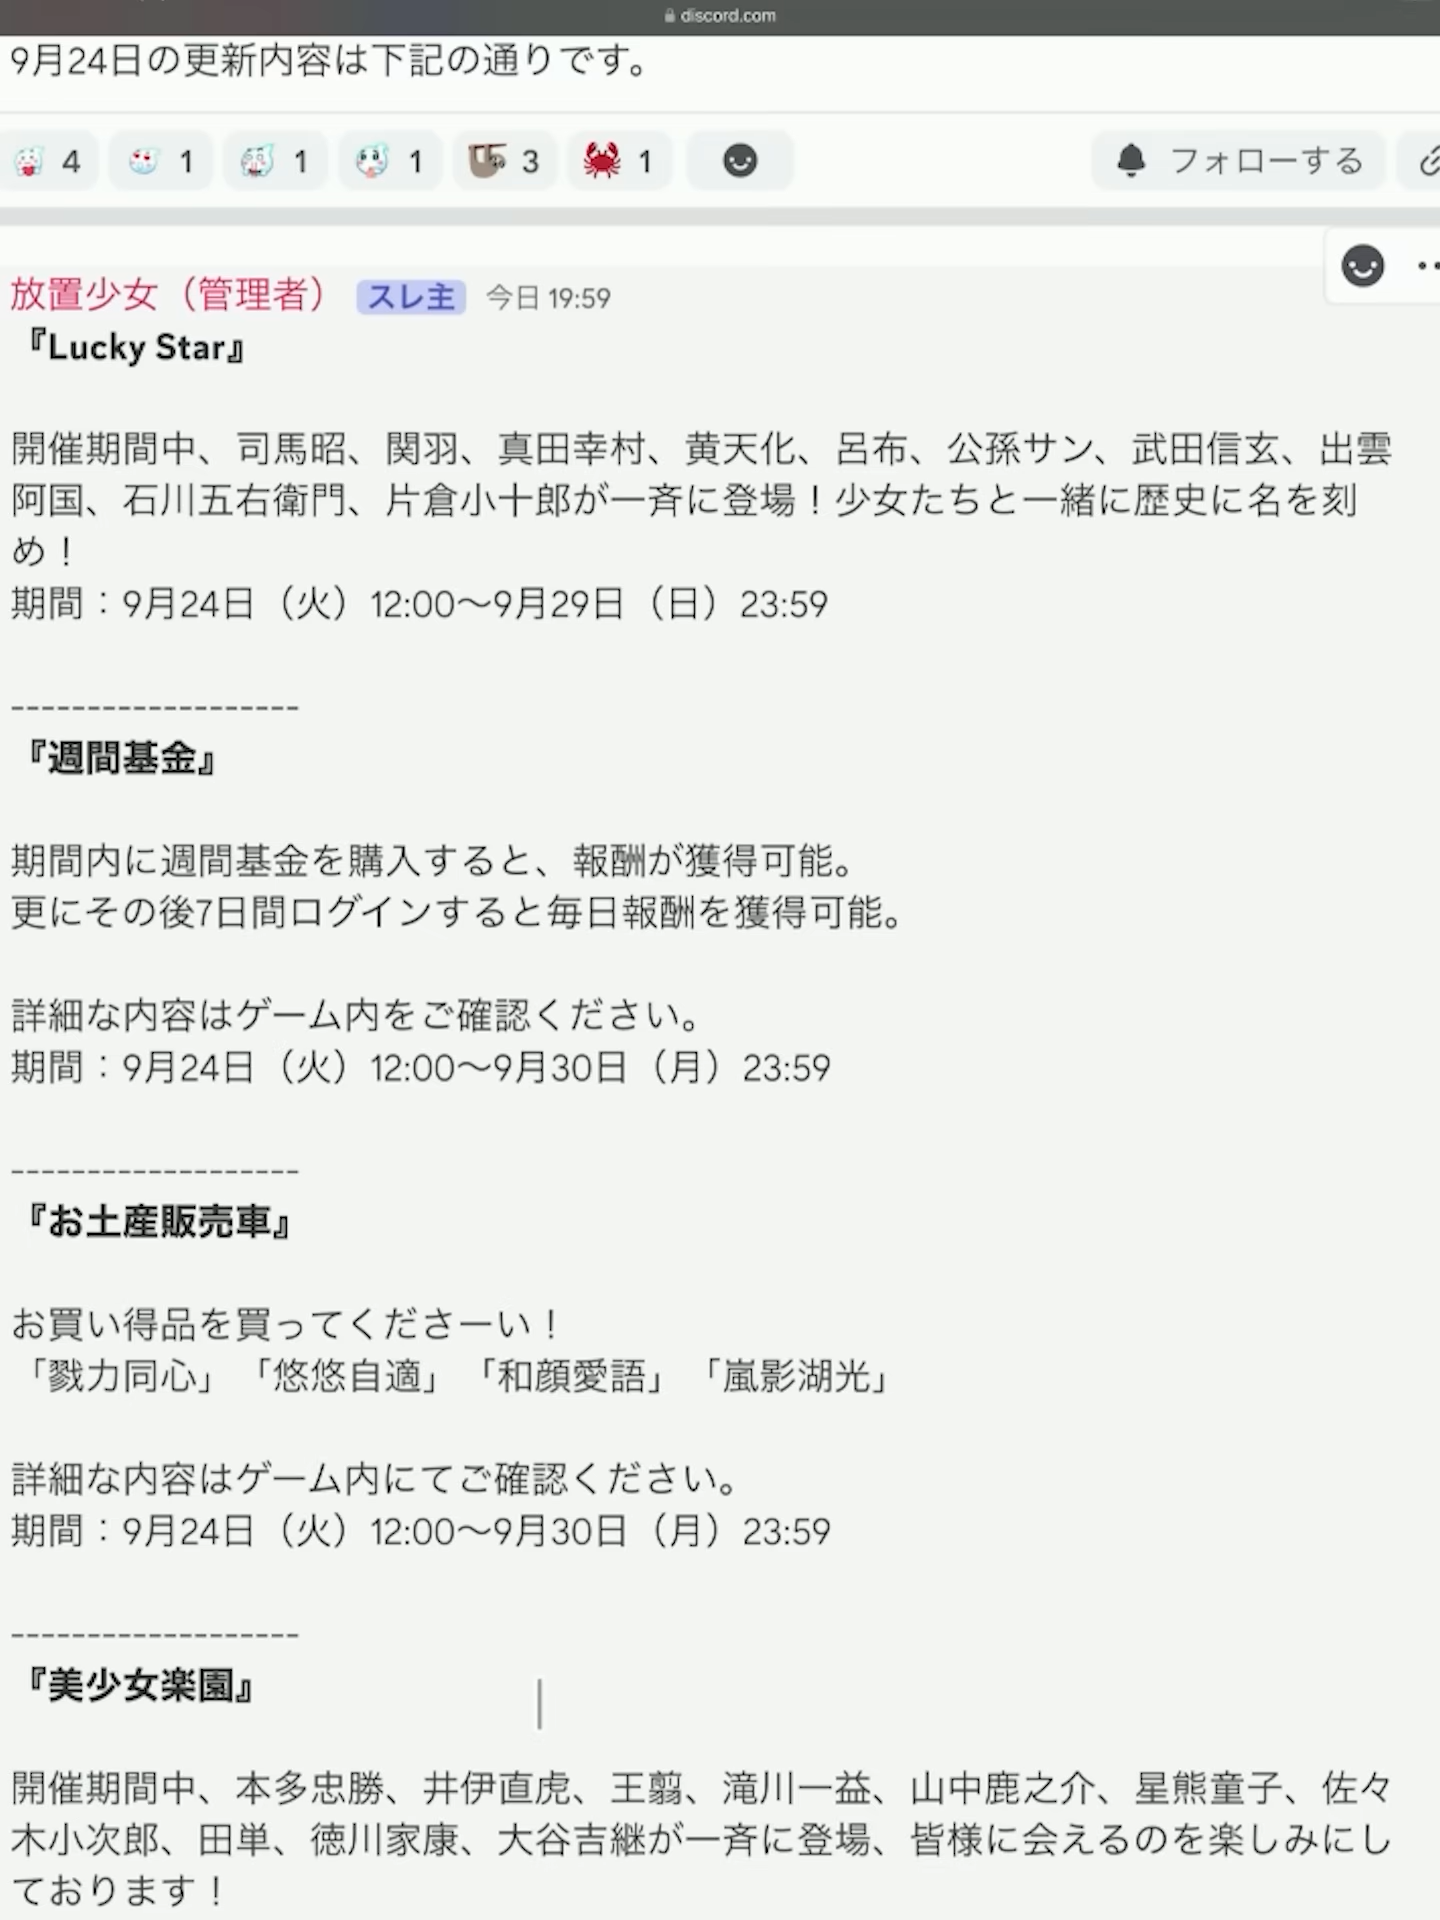 discord.com
9月24日の更新内容は下記の通りです。
4 1 1 1 3 1 フォローする
放置少女（管理者） スレ主 今日 19:59
『Lucky Star』
開催期間中、司馬昭、関羽、真田幸村、黄天化、呂布、公孫サン、武田信玄、出雲
阿国、石川五右衛門、片倉小十郎が一斉に登場！少女たちと一緒に歴史に名を刻
め！
期間：9月24日（火）12:00〜9月29日（日）23:59
-------------------
『週間基金』
期間内に週間基金を購入すると、報酬が獲得可能。
更にその後7日間ログインすると毎日報酬を獲得可能。
詳細な内容はゲーム内をご確認ください。
期間：9月24日（火）12:00〜9月30日（月）23:59
-------------------
『お土産販売車』
お買い得品を買ってくださーい！
「戮力同心」「悠悠自適」「和顔愛語」「嵐影湖光」
詳細な内容はゲーム内にてご確認ください。
期間：9月24日（火）12:00〜9月30日（月）23:59
-------------------
『美少女楽園』
開催期間中、本多忠勝、井伊直虎、王翦、滝川一益、山中鹿之介、星熊童子、佐々
木小次郎、田単、徳川家康、大谷吉継が一斉に登場、皆様に会えるのを楽しみにし
ております！